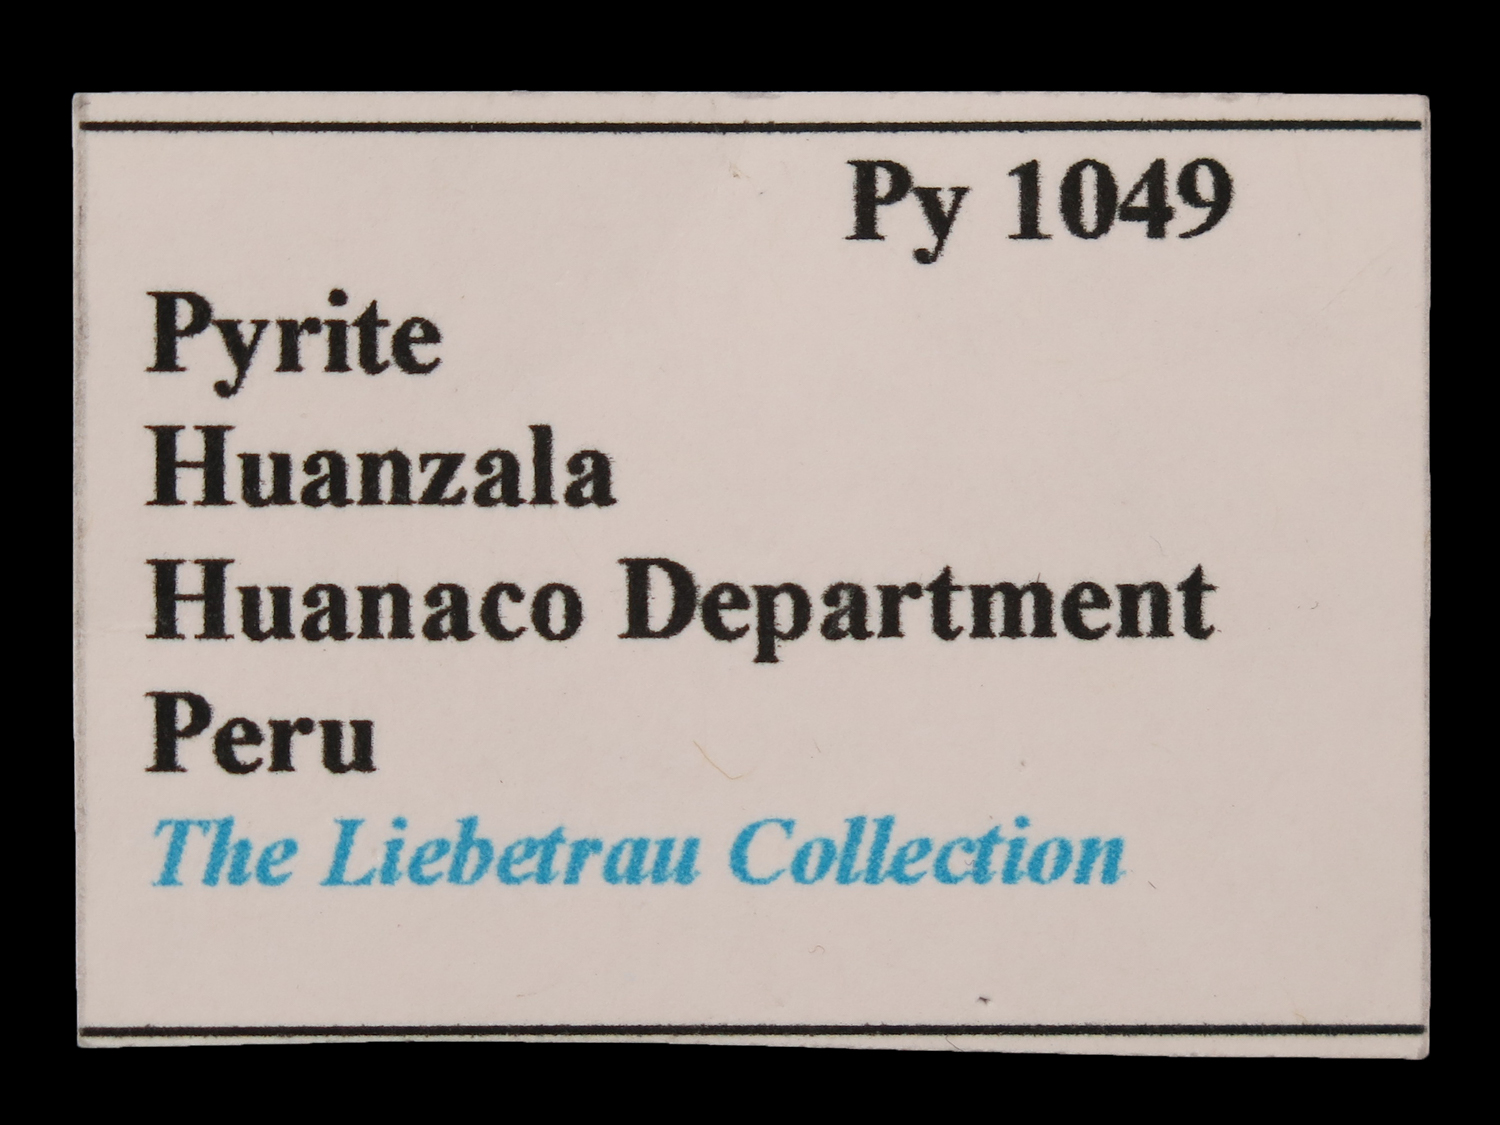 Py 1049
Pyrite
Huanzala
Huanaco Department
Peru
The Liebetrau Collection